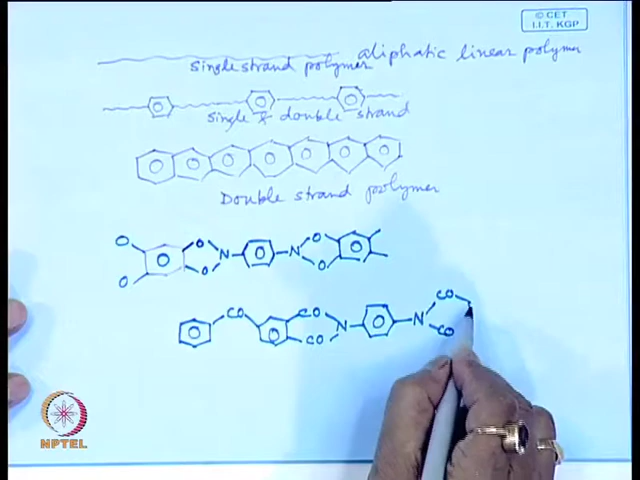 © CET
I.I.T. KGP
aliphatic linear polymer
Single strand polymer
Single & double strand
Double strand polymer
O O N N O
O O O
CO CO N N CO
CO CO
NPTEL